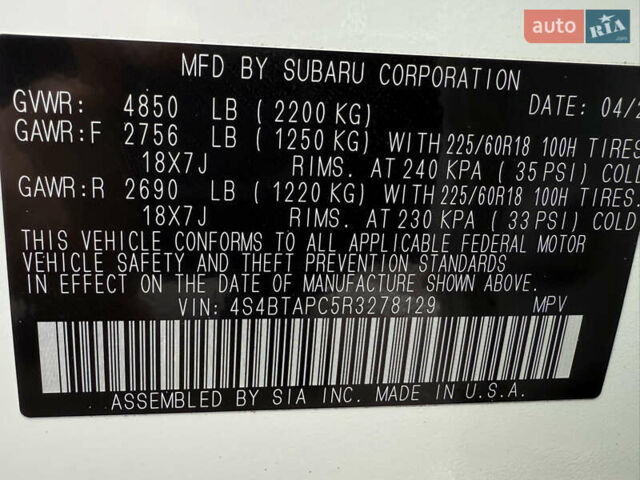 auto RIA
MFD BY SUBARU CORPORATION
GVWR: 4850 LB ( 2200 KG) DATE: 04/
GAWR:F 2756 LB ( 1250 KG) WITH 225/60R18 100H TIRES
18X7J RIMS. AT 240 KPA ( 35 PSI) COLD
GAWR:R 2690 LB ( 1220 KG) WITH 225/60R18 100H TIRES.
18X7J RIMS. AT 230 KPA ( 33 PSI) COLD
THIS VEHICLE CONFORMS TO ALL APPLICABLE FEDERAL MOTOR
VEHICLE SAFETY AND THEFT PREVENTION STANDARDS
IN EFFECT ON THE DATE OF MANUFACTURE SHOWN ABOVE.
VIN: 4S4BTAPC5R3278129 MPV
ASSEMBLED BY SIA INC. MADE IN U.S.A.